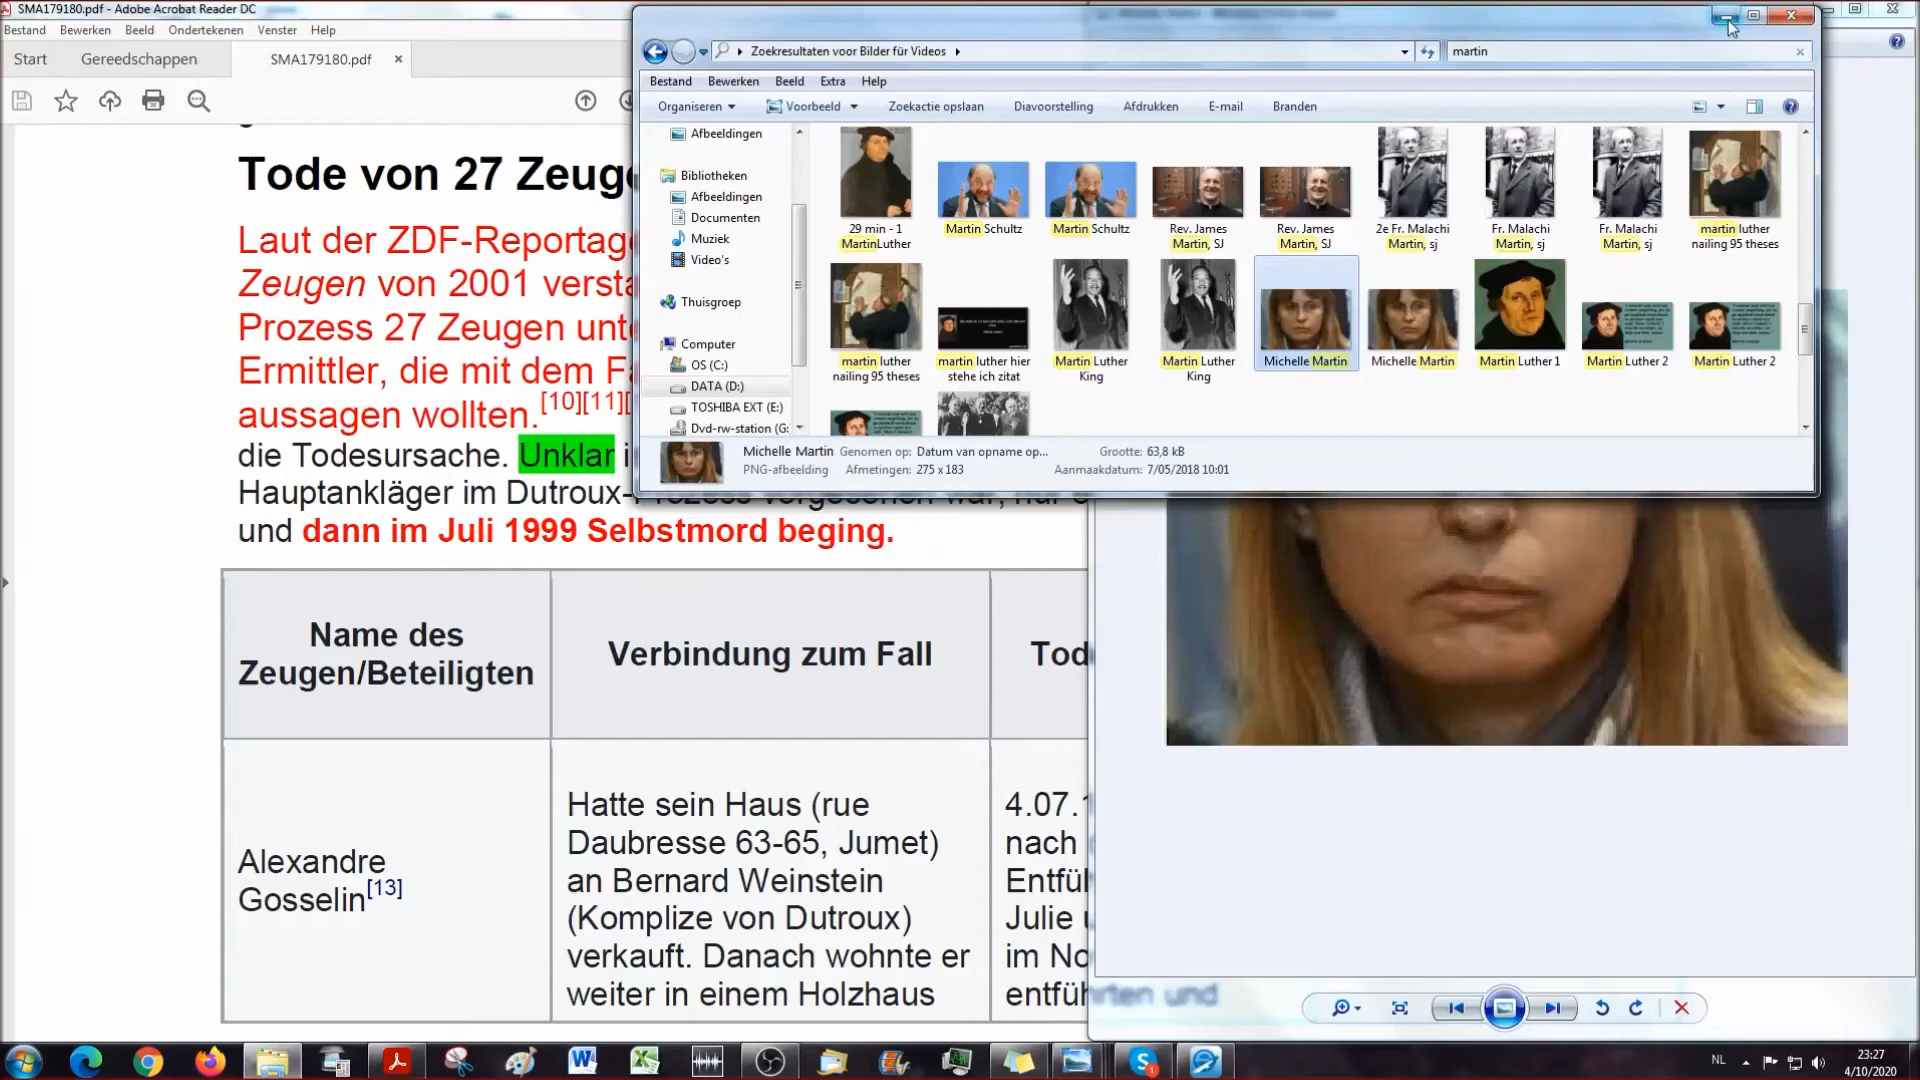 SMA179180.pdf - Adobe Acrobat Reader DC
Bestand Bewerken Beeld Ondertekenen Venster Help
Start Gereedschappen SMA179180.pdf ×
Tode von 27 Zeuge
Laut der ZDF-Reportage
Zeugen von 2001 versta
Prozess 27 Zeugen unt
Ermittler, die mit dem Fa
aussagen wollten.[10][11][
die Todesursache. Unklar i
Hauptankläger im Dutroux-Prozess vorgesehen war, nur
und dann im Juli 1999 Selbstmord beging.
Name des
Zeugen/Beteiligten
Verbindung zum Fall
Tod
Alexandre
Gosselin[13]
Hatte sein Haus (rue
Daubresse 63-65, Jumet)
an Bernard Weinstein
(Komplize von Dutroux)
verkauft. Danach wohnte er
weiter in einem Holzhaus
4.07.1
nach
Entfüh
Julie u
im No
entführten und
Zoekresultaten voor Bilder für Videos
martin
Bestand Bewerken Beeld Extra Help
Organiseren Voorbeeld Zoekactie opslaan Diavoorstelling Afdrukken E-mail Branden
Afbeeldingen
Bibliotheken
Afbeeldingen
Documenten
Muziek
Video's
Thuisgroep
Computer
OS (C:)
DATA (D:)
TOSHIBA EXT (E:)
Dvd-rw-station (G:
29 min - 1
MartinLuther
Martin Schultz
Martin Schultz
Rev. James
Martin, SJ
Rev. James
Martin, SJ
2e Fr. Malachi
Martin, sj
Fr. Malachi
Martin, sj
Fr. Malachi
Martin, sj
martin luther
nailing 95 theses
martin luther
nailing 95 theses
martin luther hier
stehe ich zitat
Martin Luther
King
Martin Luther
King
Michelle Martin
Michelle Martin
Martin Luther 1
Martin Luther 2
Martin Luther 2
Michelle Martin Genomen op: Datum van opname op... Grootte: 63,8 kB
PNG-afbeelding Afmetingen: 275 x 183 Aanmaakdatum: 7/05/2018 10:01
NL
23:27
4/10/2020